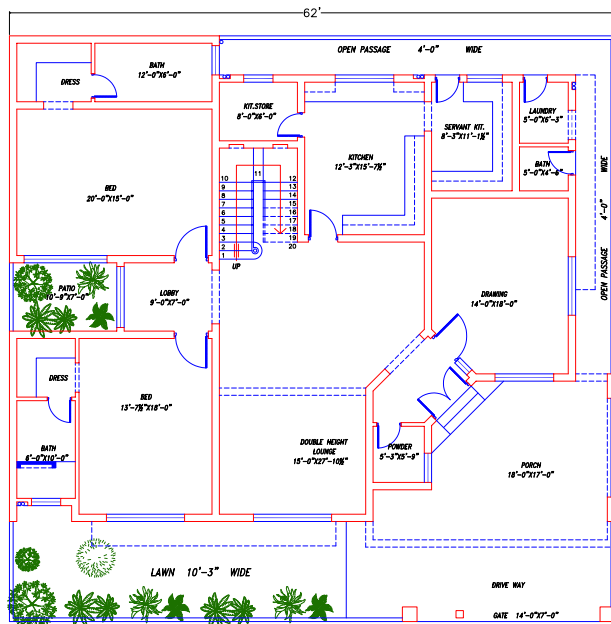 62'-
OPEN PASSAGE 4'-0" WIDE
BATH
12'-0"X6'-0"
DRESS
KIT.STORE
8'-0"X6'-0"
LAUNDRY
5'-0"X6'-3"
SERVANT KIT.
8'-3"X11'-1½"
KITCHEN
12'-3"X15'-7½"
BATH
5'-0"X4'-6"
OPEN PASSAGE 4'-0" WIDE
BED
20'-0"X15'-0"
10
9
8
7
6
5
4
3
2
1
11
12
13
14
15
16
17
18
19
20
UP
PATIO
10'-9"X7'-0"
LOBBY
9'-0"X7'-0"
DRAWING
14'-0"X18'-0"
DRESS
BED
13'-7½"X18'-0"
BATH
6'-0"X10'-0"
DOUBLE HEIGHT
LOUNGE
15'-0"X27'-10½"
POWDER
5'-3"X5'-9"
PORCH
18'-0"X17'-0"
LAWN 10'-3" WIDE
DRIVE WAY
GATE 14'-0"X7'-0"